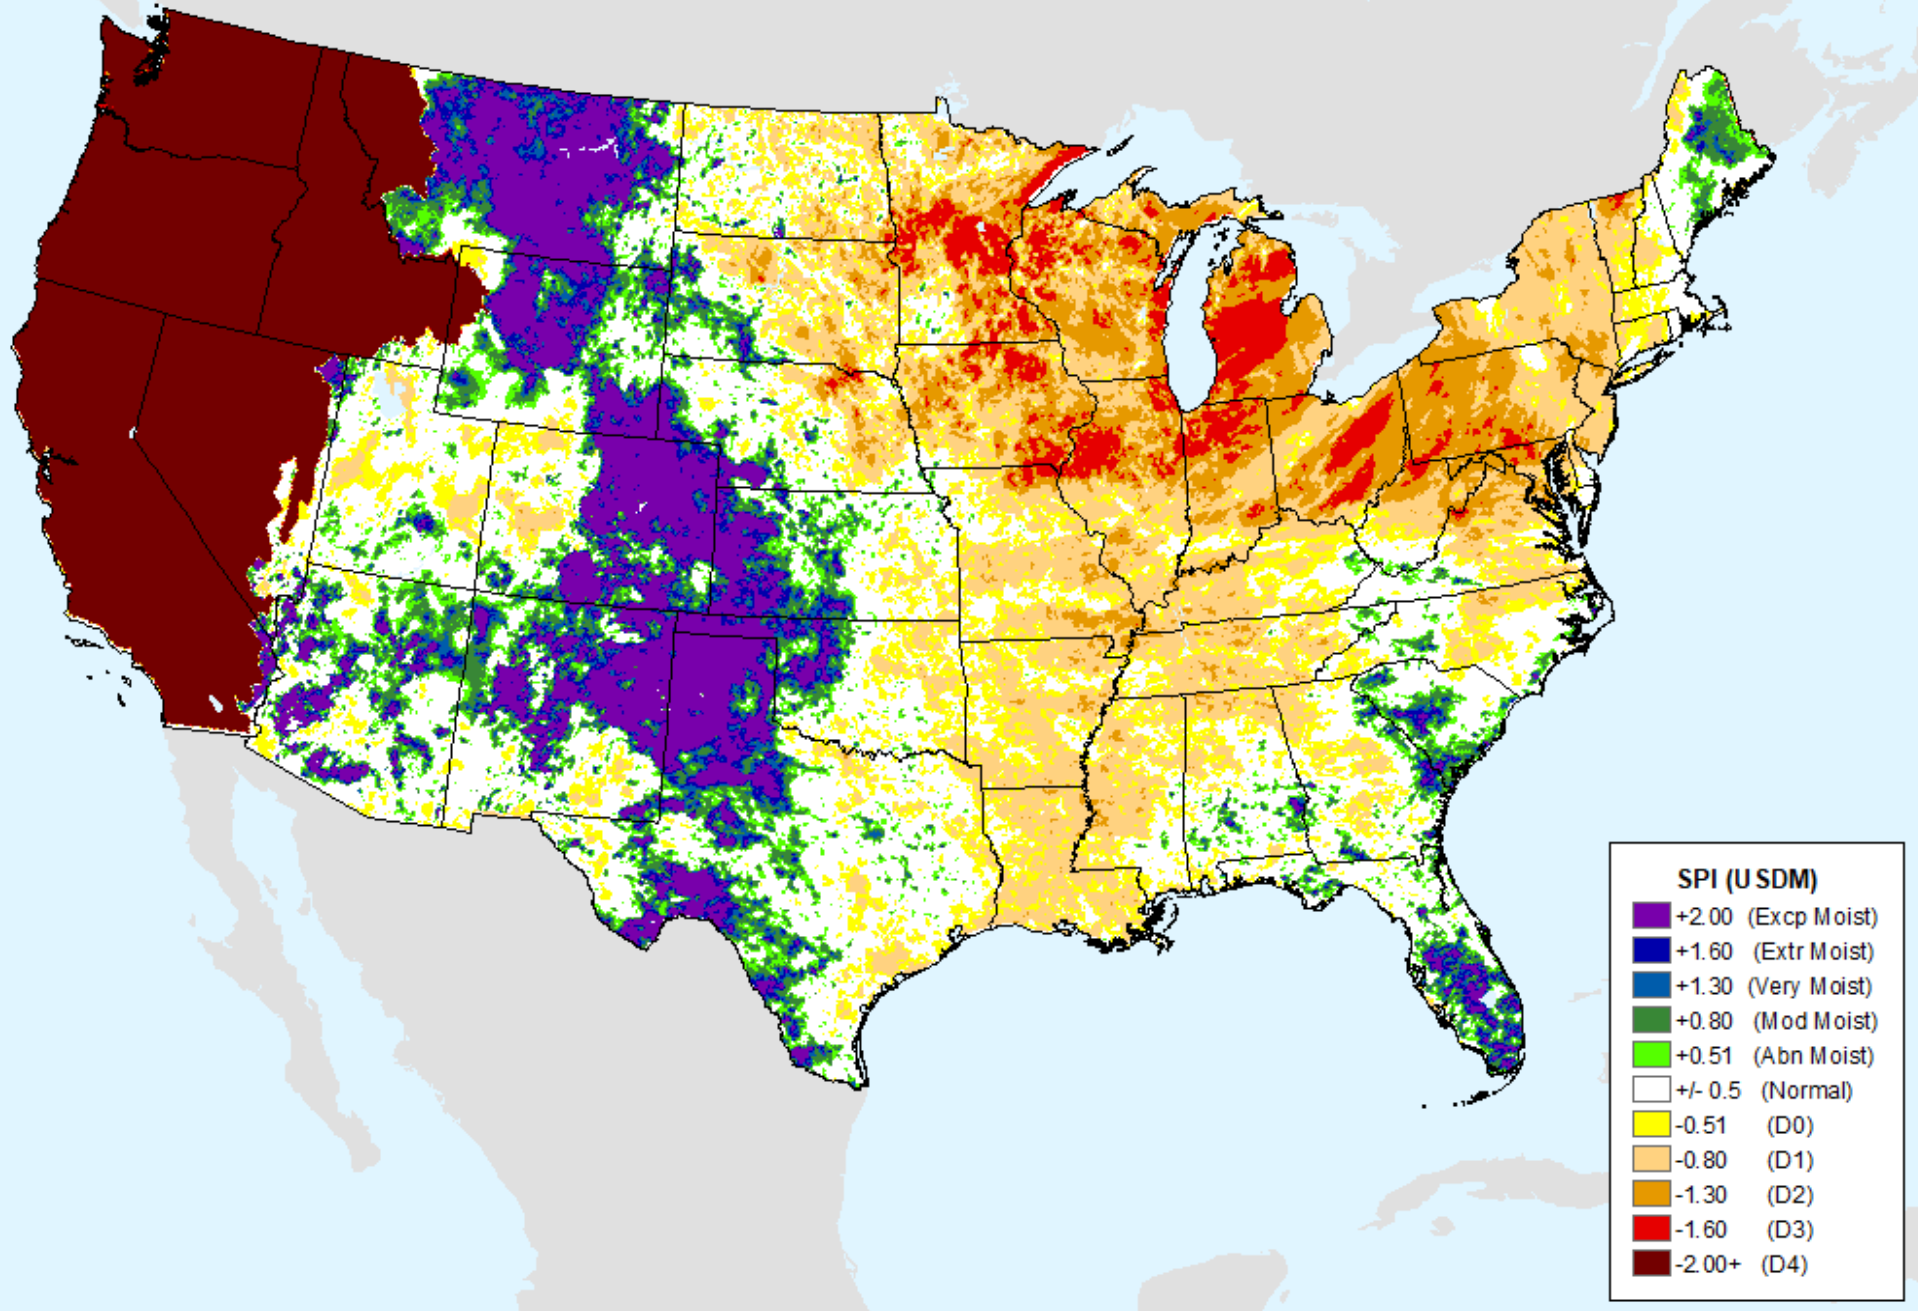 SPI (USDM)
+2.00 (Excp Moist)
+1.60 (Extr Moist)
+1.30 (Very Moist)
+0.80 (Mod Moist)
+0.51 (Abn Moist)
+/- 0.5 (Normal)
-0.51 (D0)
-0.80 (D1)
-1.30 (D2)
-1.60 (D3)
-2.00+ (D4)